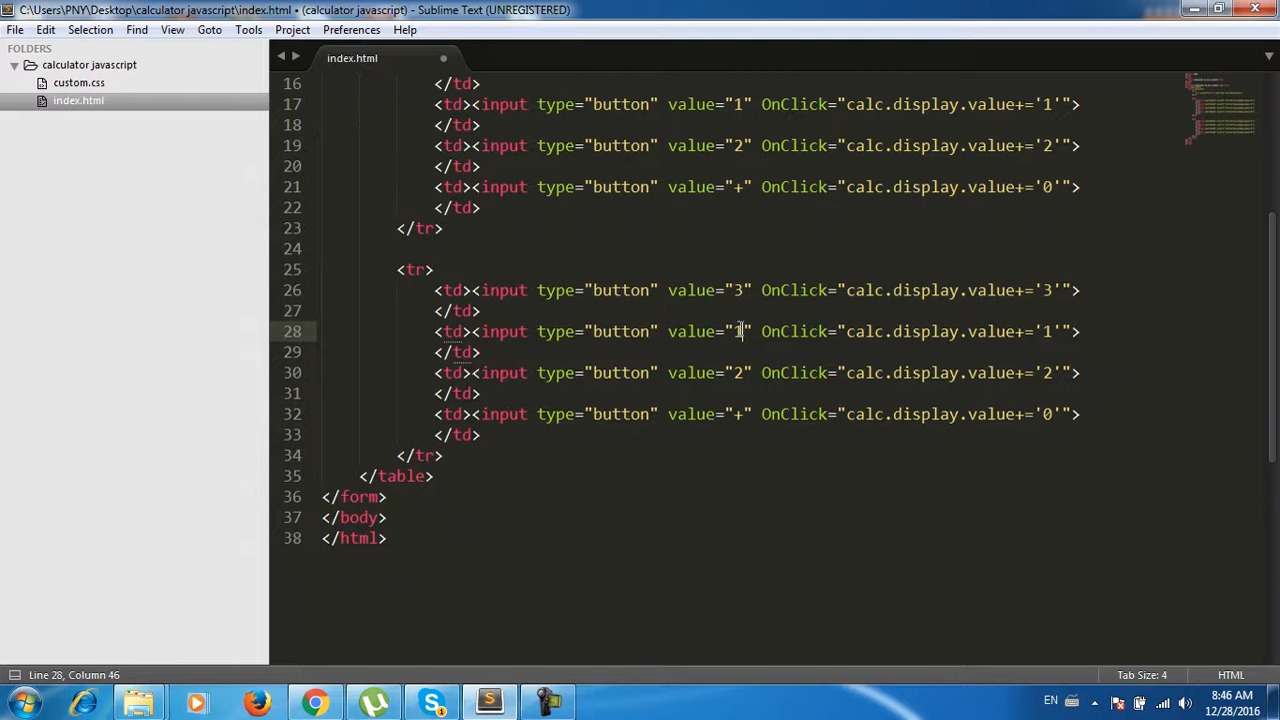 C:\Users\PNY\Desktop\calculator javascript\index.html • (calculator javascript) - Sublime Text (UNREGISTERED)
File Edit Selection Find View Goto Tools Project Preferences Help
FOLDERS
calculator javascript
custom.css
index.html
index.html
16 </td>
17 <td><input type="button" value="1" OnClick="calc.display.value+='1'">
18 </td>
19 <td><input type="button" value="2" OnClick="calc.display.value+='2'">
20 </td>
21 <td><input type="button" value="+" OnClick="calc.display.value+='0'">
22 </td>
23 </tr>
24
25 <tr>
26 <td><input type="button" value="3" OnClick="calc.display.value+='3'">
27 </td>
28 <td><input type="button" value="1" OnClick="calc.display.value+='1'">
29 </td>
30 <td><input type="button" value="2" OnClick="calc.display.value+='2'">
31 </td>
32 <td><input type="button" value="+" OnClick="calc.display.value+='0'">
33 </td>
34 </tr>
35 </table>
36 </form>
37 </body>
38 </html>
Line 28, Column 46
Tab Size: 4
HTML
EN
8:46 AM
12/28/2016